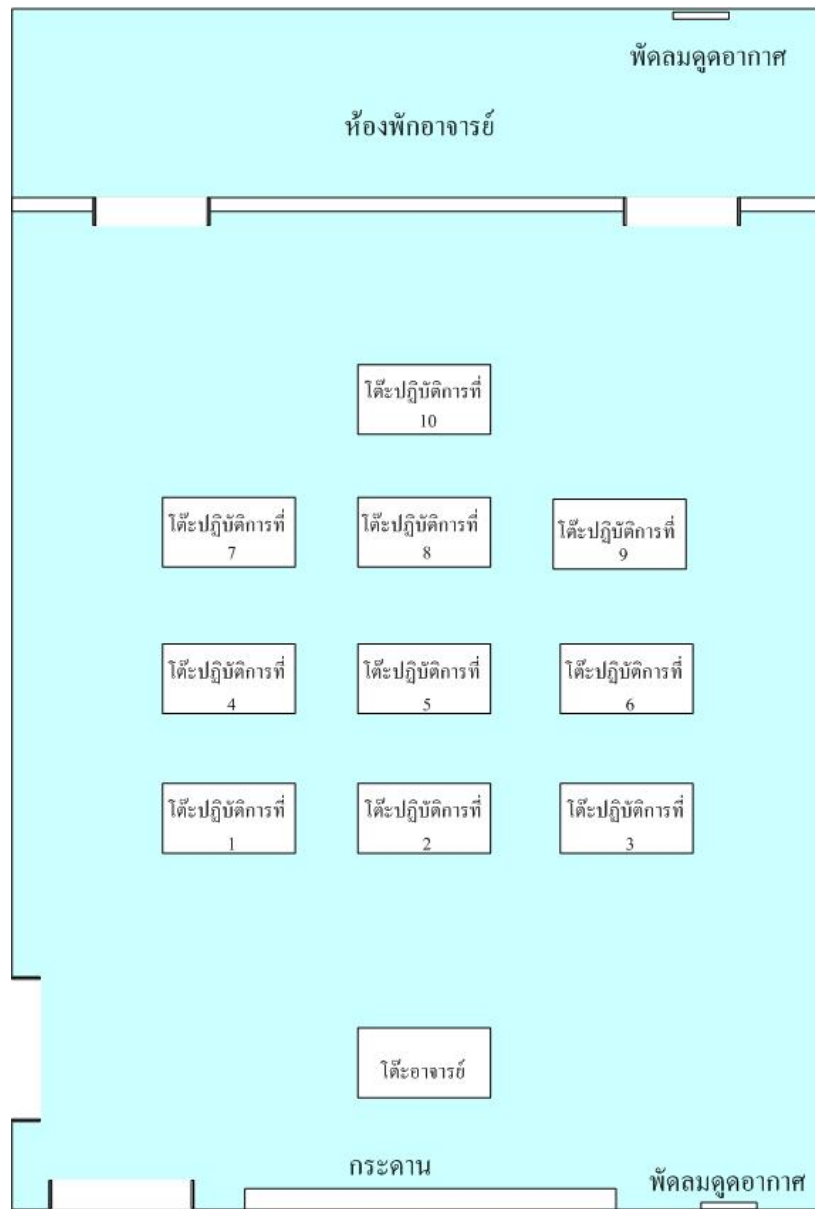 พัดลมดูดอากาศ
ห้องพักอาจารย์
โต๊ะปฏิบัติการที่
10
โต๊ะปฏิบัติการที่
7
โต๊ะปฏิบัติการที่
8
โต๊ะปฏิบัติการที่
9
โต๊ะปฏิบัติการที่
4
โต๊ะปฏิบัติการที่
5
โต๊ะปฏิบัติการที่
6
โต๊ะปฏิบัติการที่
1
โต๊ะปฏิบัติการที่
2
โต๊ะปฏิบัติการที่
3
โต๊ะอาจารย์
กระดาน
พัดลมดูดอากาศ